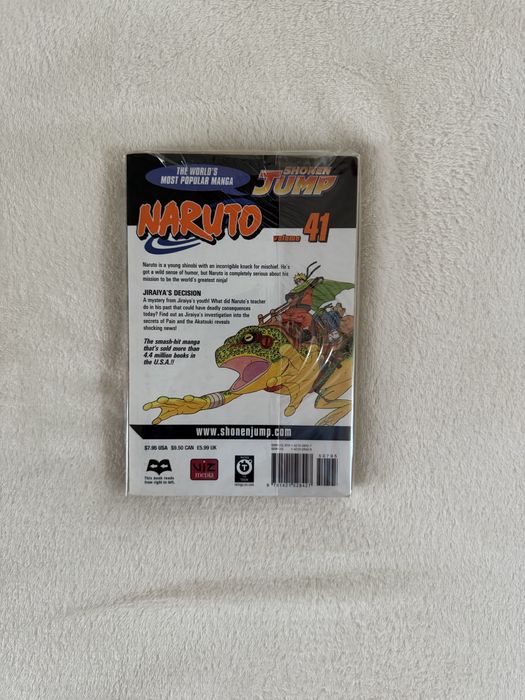 THE WORLD'S
MOST POPULAR MANGA
SHONEN
JUMP
NARUTO
volume 41
Naruto is a young shinobi with an incorrigible knack for mischief. He's
got a wild sense of humor, but Naruto is completely serious about his
mission to be the world's greatest ninja!
JIRAIYA'S DECISION
A mystery from Jiraiya's youth! What did Naruto's teacher
do in his past that could have deadly consequences
today? Find out as Jiraiya's investigation into the
secrets of Pain and the Akatsuki reveals
shocking news!
The smash-hit manga
that's sold more than
4.4 million books in
the U.S.A.!!
www.shonenjump.com
$7.95 USA $9.50 CAN £5.99 UK
This book reads
from right to left.
VIZ
media
T
TEEN
50795